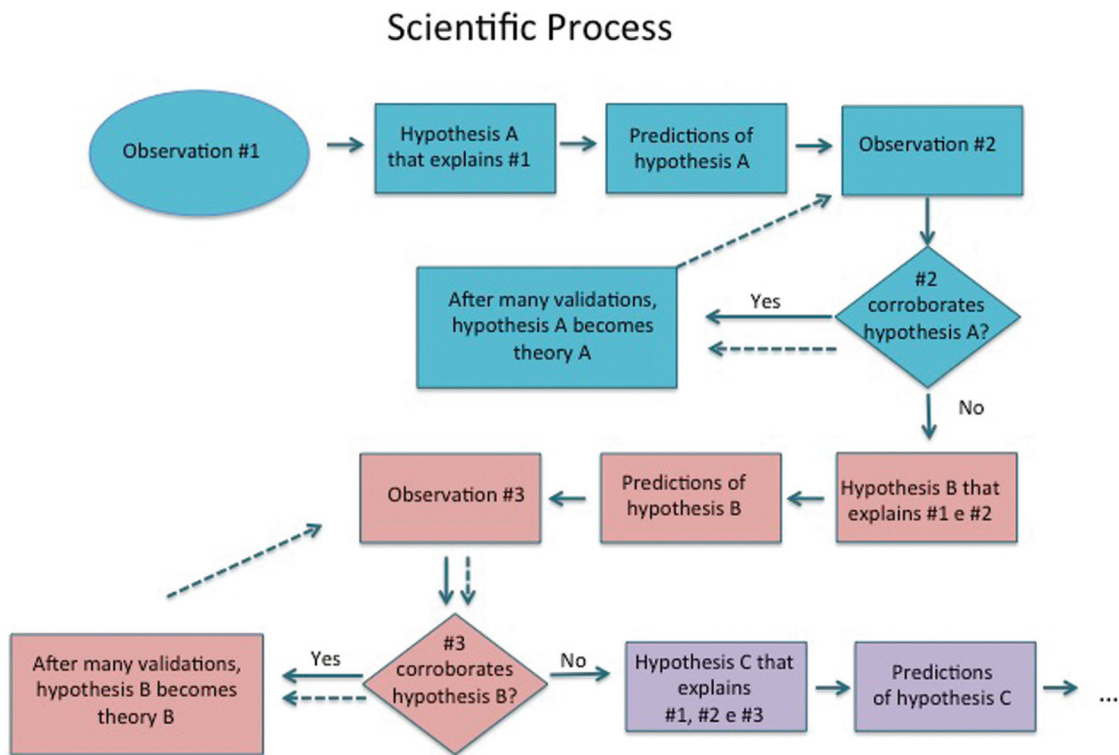 Scientific Process
Observation #1
Hypothesis A
that explains #1
Predictions of
hypothesis A
Observation #2
#2
corroborates
hypothesis A?
Yes
After many validations,
hypothesis A becomes
theory A
No
Hypothesis B that
explains #1 e #2
Predictions of
hypothesis B
Observation #3
#3
corroborates
hypothesis B?
Yes
After many validations,
hypothesis B becomes
theory B
No
Hypothesis C that
explains
#1, #2 e #3
Predictions
of hypothesis C
...